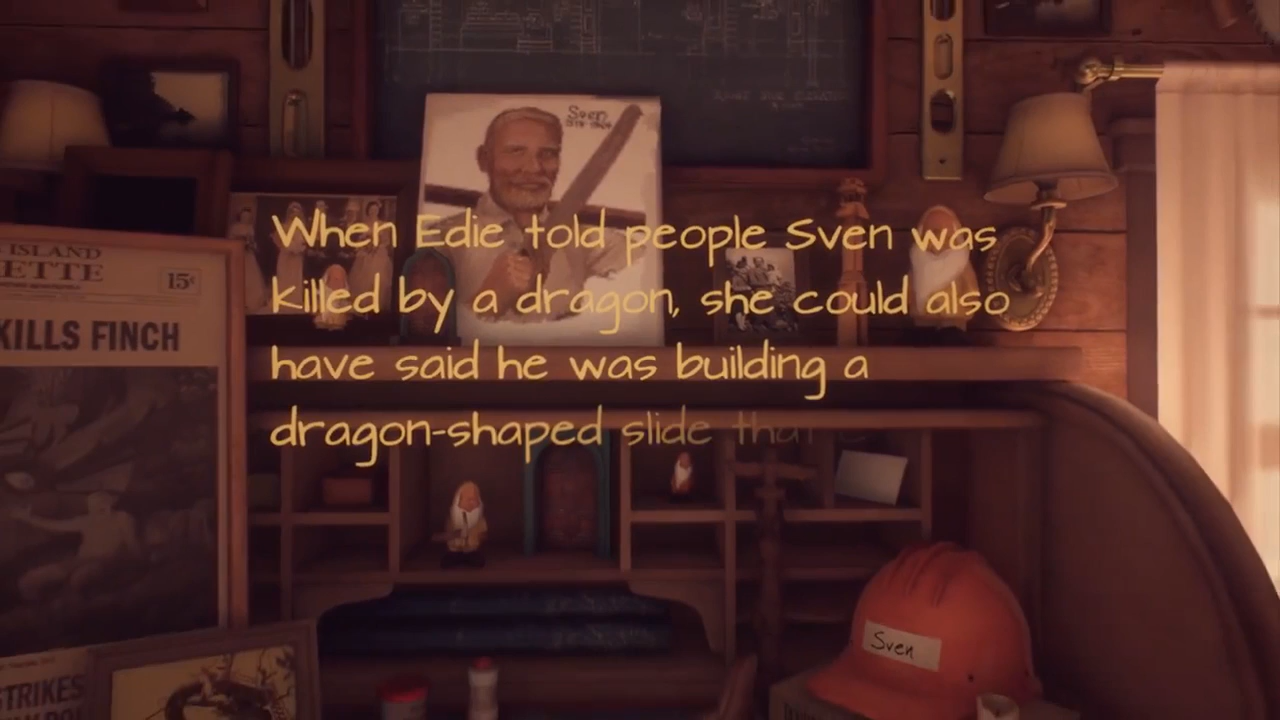 Sven
When Edie told people Sven was
killed by a dragon, she could also
have said he was building a
dragon-shaped slide that
ISLAND
ETTE
15¢
KILLS FINCH
Sven
STRIKES